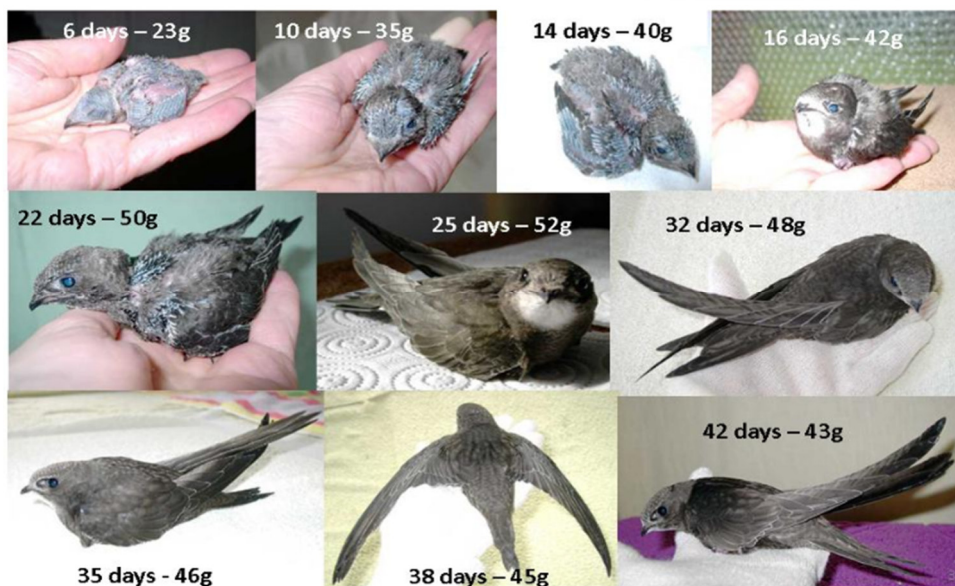 6 days – 23g
10 days – 35g
14 days – 40g
16 days – 42g
22 days – 50g
25 days – 52g
32 days – 48g
35 days - 46g
38 days – 45g
42 days – 43g